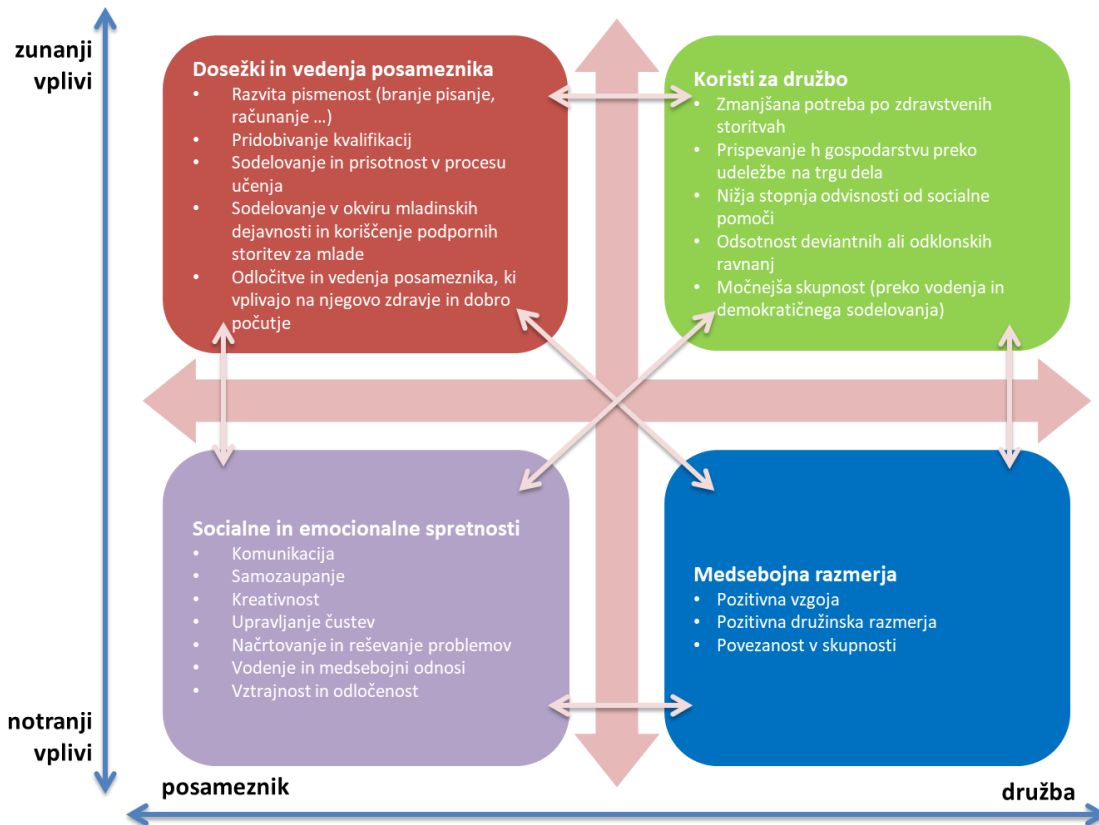 zunanji
vplivi
Dosežki in vedenja posameznika
• Razvita pismenost (branje pisanje,
računanje …)
• Pridobivanje kvalifikacij
• Sodelovanje in prisotnost v procesu
učenja
• Sodelovanje v okviru mladinskih
dejavnosti in koriščenje podpornih
storitev za mlade
• Odločitve in vedenja posameznika, ki
vplivajo na njegovo zdravje in dobro
počutje
Koristi za družbo
• Zmanjšana potreba po zdravstvenih
storitvah
• Prispevanje h gospodarstvu preko
udeležbe na trgu dela
• Nižja stopnja odvisnosti od socialne
pomoči
• Odsotnost deviantnih ali odklonskih
ravnanj
• Močnejša skupnost (preko vodenja in
demokratičnega sodelovanja)
Socialne in emocionalne spretnosti
• Komunikacija
• Samozaupanje
• Kreativnost
• Upravljanje čustev
• Načrtovanje in reševanje problemov
• Vodenje in medsebojni odnosi
• Vztrajnost in odločenost
Medsebojna razmerja
• Pozitivna vzgoja
• Pozitivna družinska razmerja
• Povezanost v skupnosti
notranji
vplivi
posameznik
družba